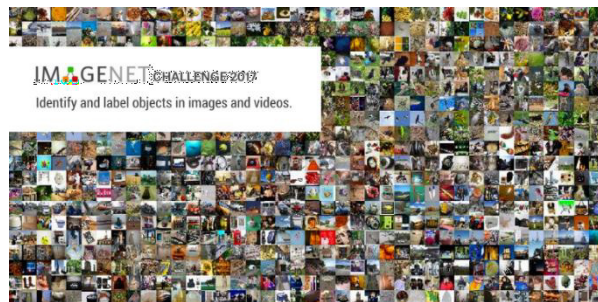 IMAGENET CHALLENGE 2017
Identify and label objects in images and videos.